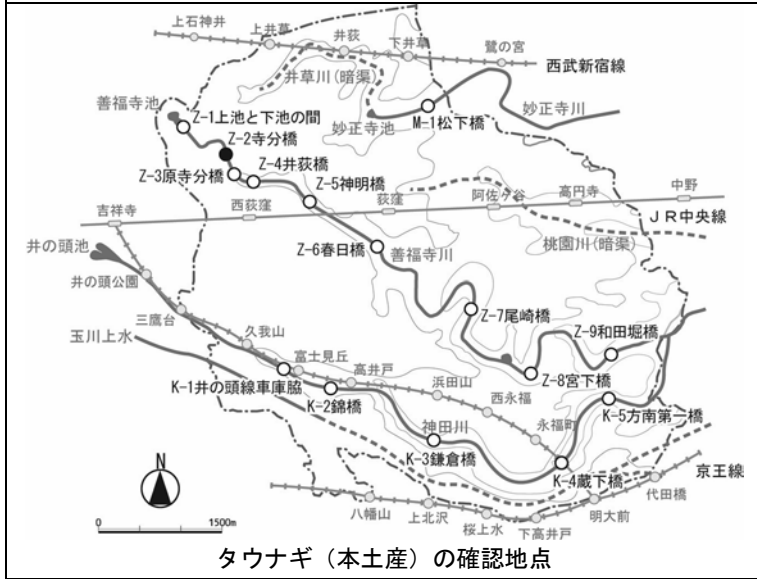 上石神井
上井草
井荻
下井草
鷺の宮
西武新宿線
井草川(暗渠)
善福寺池
Z-1上池と下池の間
妙正寺池
M-1松下橋
妙正寺川
Z-2寺分橋
Z-3原寺分橋
Z-4井荻橋
Z-5神明橋
吉祥寺
西荻窪
荻窪
阿佐ヶ谷
高円寺
中野
JR中央線
井の頭池
井の頭公園
Z-6春日橋
善福寺川
桃園川(暗渠)
三鷹台
玉川上水
久我山
Z-7尾崎橋
Z-9和田堀橋
富士見丘
高井戸
K-1井の頭線車庫脇
K-2錦橋
浜田山
西永福
Z-8宮下橋
永福町
K-5方南第一橋
神田川
K-3鎌倉橋
K-4蔵下橋
京王線
N
0
1500m
八幡山
上北沢
桜上水
下高井戸
明大前
代田橋
タウナギ（本土産）の確認地点